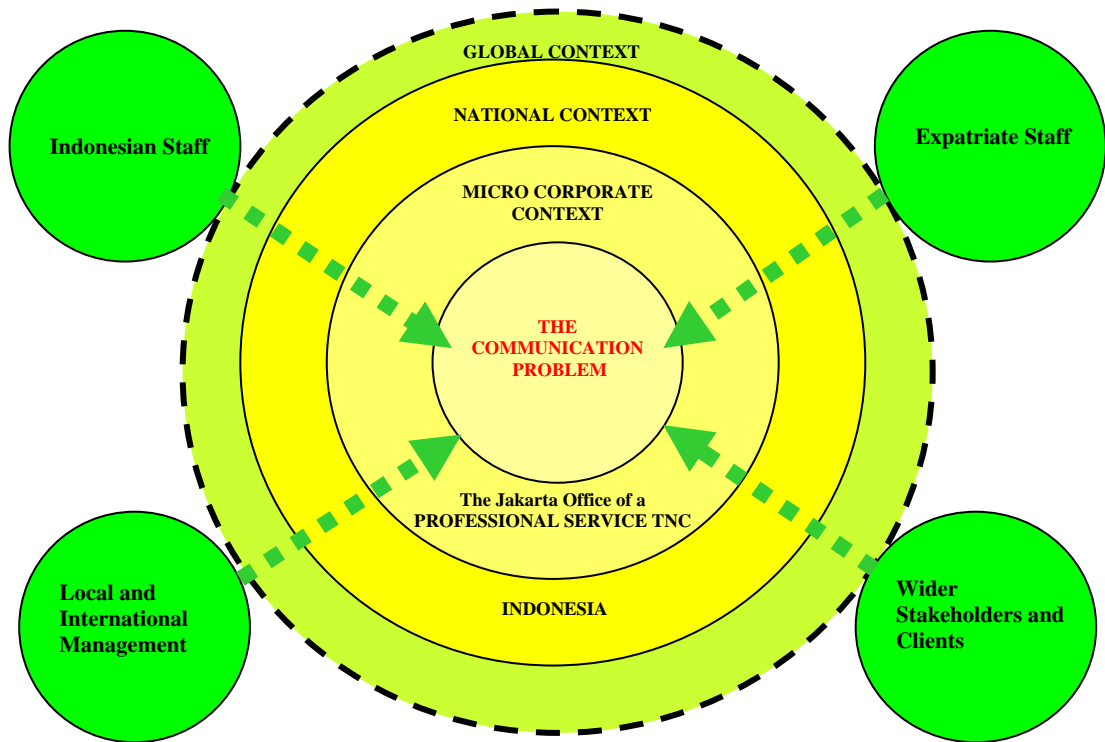 GLOBAL CONTEXT
NATIONAL CONTEXT
Indonesian Staff
Expatriate Staff
MICRO CORPORATE
CONTEXT
THE
COMMUNICATION
PROBLEM
The Jakarta Office of a
PROFESSIONAL SERVICE TNC
Local and
International
Management
INDONESIA
Wider
Stakeholders and
Clients